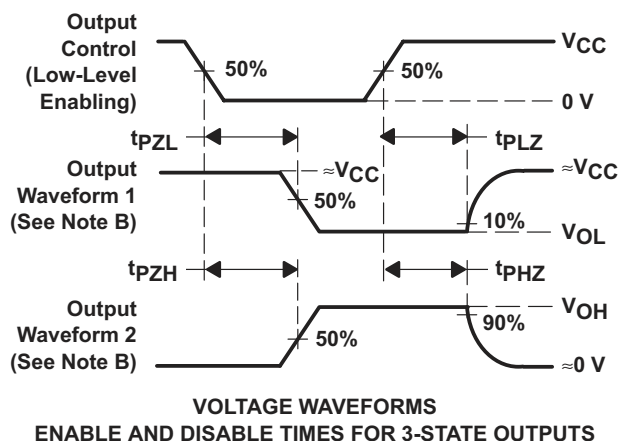 Output
Control
(Low-Level
Enabling)
50%
50%
VCC
0 V
tPZL
tPLZ
Output
Waveform 1
(See Note B)
≈VCC
50%
≈VCC
10%
VOL
tPZH
tPHZ
Output
Waveform 2
(See Note B)
50%
VOH
90%
≈0 V
VOLTAGE WAVEFORMS
ENABLE AND DISABLE TIMES FOR 3-STATE OUTPUTS